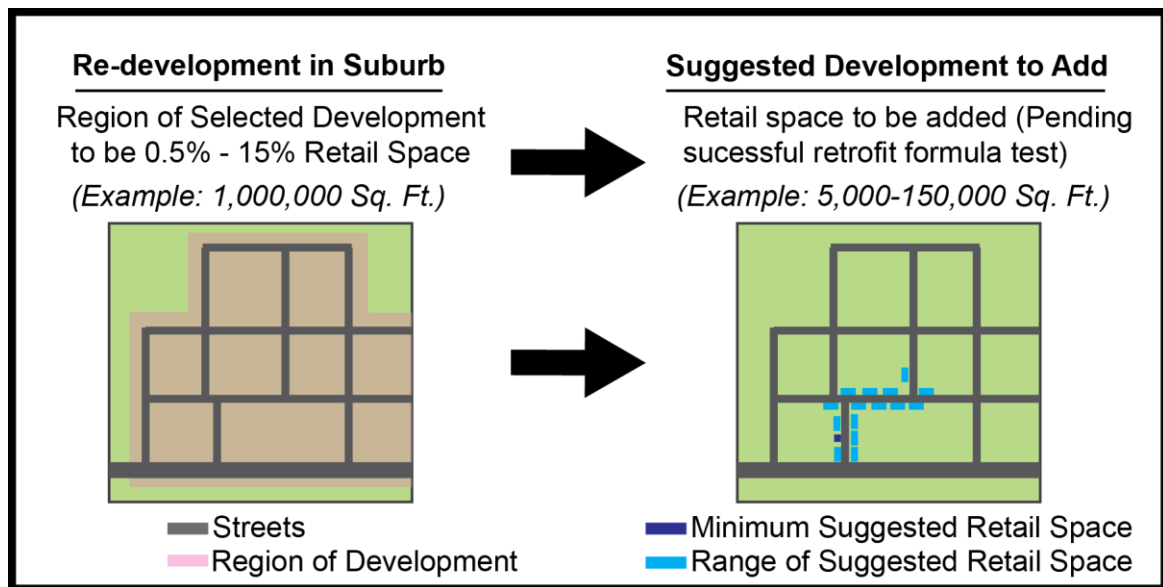 Re-development in Suburb
Region of Selected Development
to be 0.5% - 15% Retail Space
(Example: 1,000,000 Sq. Ft.)
Streets
Region of Development
Suggested Development to Add
Retail space to be added (Pending
sucessful retrofit formula test)
(Example: 5,000-150,000 Sq. Ft.)
Minimum Suggested Retail Space
Range of Suggested Retail Space